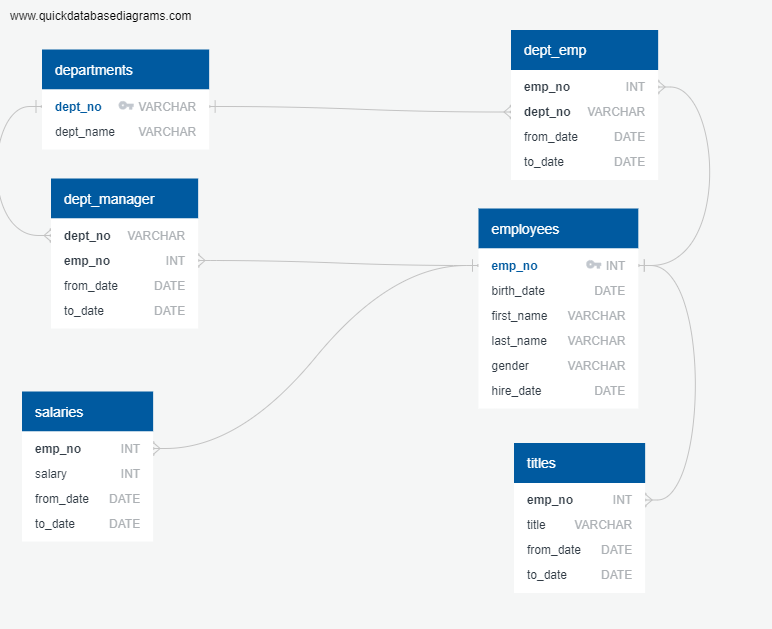 www.quickdatabasediagrams.com
departments
dept_no VARCHAR
dept_name VARCHAR
dept_emp
emp_no INT
dept_no VARCHAR
from_date DATE
to_date DATE
dept_manager
dept_no VARCHAR
emp_no INT
from_date DATE
to_date DATE
employees
emp_no INT
birth_date DATE
first_name VARCHAR
last_name VARCHAR
gender VARCHAR
hire_date DATE
salaries
emp_no INT
salary INT
from_date DATE
to_date DATE
titles
emp_no INT
title VARCHAR
from_date DATE
to_date DATE